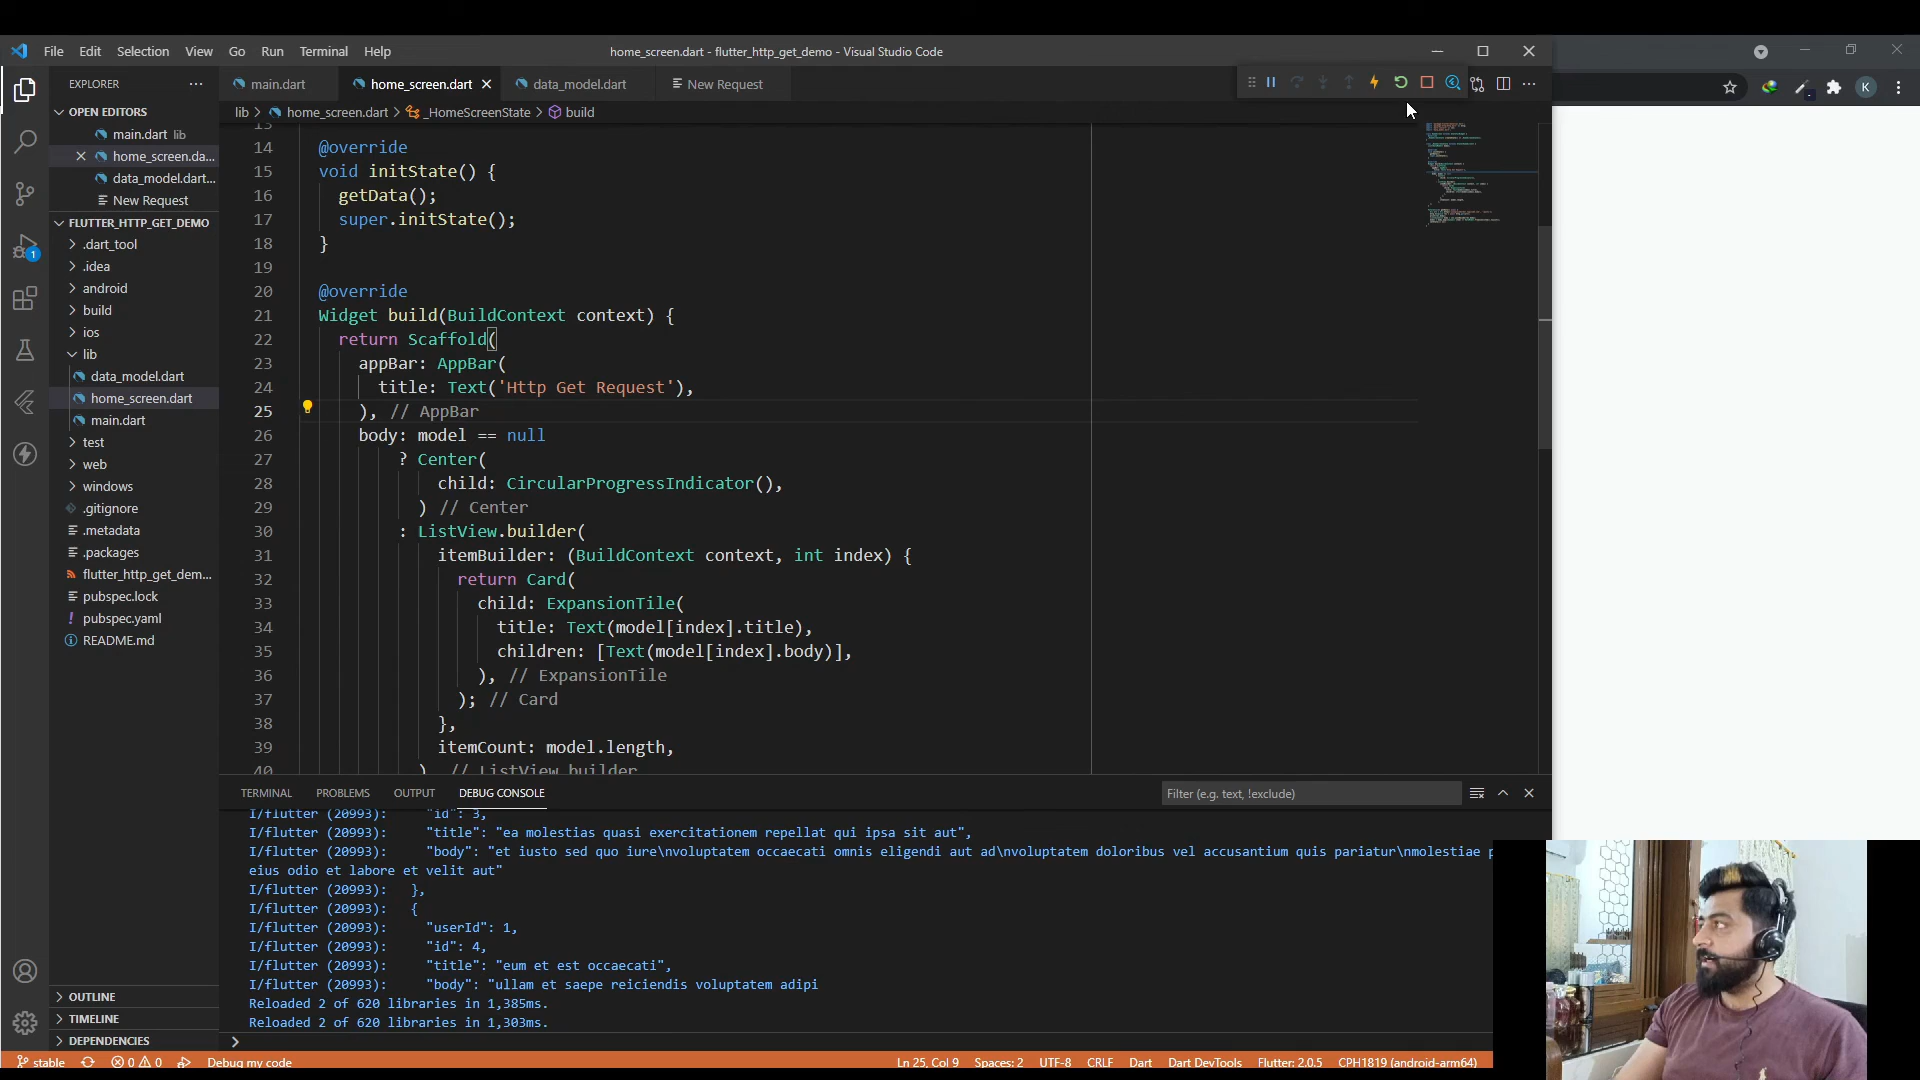 File Edit Selection View Go Run Terminal Help
home_screen.dart - flutter_http_get_demo - Visual Studio Code
EXPLORER
main.dart
home_screen.dart
data_model.dart
New Request
lib > home_screen.dart > _HomeScreenState > build
OPEN EDITORS
main.dart lib
home_screen.da...
data_model.dart...
New Request
FLUTTER_HTTP_GET_DEMO
.dart_tool
.idea
android
build
ios
lib
data_model.dart
home_screen.dart
main.dart
test
web
windows
.gitignore
.metadata
.packages
flutter_http_get_dem...
pubspec.lock
pubspec.yaml
README.md
OUTLINE
TIMELINE
DEPENDENCIES
1
K
13
14 @override
15 void initState() {
16 getData();
17 super.initState();
18 }
19
20 @override
21 Widget build(BuildContext context) {
22 return Scaffold(
23 appBar: AppBar(
24 title: Text('Http Get Request'),
25 ), // AppBar
26 body: model == null
27 ? Center(
28 child: CircularProgressIndicator(),
29 ) // Center
30 : ListView.builder(
31 itemBuilder: (BuildContext context, int index) {
32 return Card(
33 child: ExpansionTile(
34 title: Text(model[index].title),
35 children: [Text(model[index].body)],
36 ), // ExpansionTile
37 ); // Card
38 },
39 itemCount: model.length,
40 ), // ListView.builder
TERMINAL PROBLEMS OUTPUT DEBUG CONSOLE
Filter (e.g. text, !exclude)
I/flutter (20993): "id": 3,
I/flutter (20993): "title": "ea molestias quasi exercitationem repellat qui ipsa sit aut",
I/flutter (20993): "body": "et iusto sed quo iure\nvoluptatem occaecati omnis eligendi aut ad\nvoluptatem doloribus vel accusantium quis pariatur\nmolestiae p
eius odio et labore et velit aut"
I/flutter (20993): },
I/flutter (20993): {
I/flutter (20993): "userId": 1,
I/flutter (20993): "id": 4,
I/flutter (20993): "title": "eum et est occaecati",
I/flutter (20993): "body": "ullam et saepe reiciendis voluptatem adipi
Reloaded 2 of 620 libraries in 1,385ms.
Reloaded 2 of 620 libraries in 1,303ms.
>
stable 0 0 Debug my code
Ln 25, Col 9 Spaces: 2 UTF-8 CRLF Dart Dart DevTools Flutter: 2.0.5 CPH1819 (android-arm64)